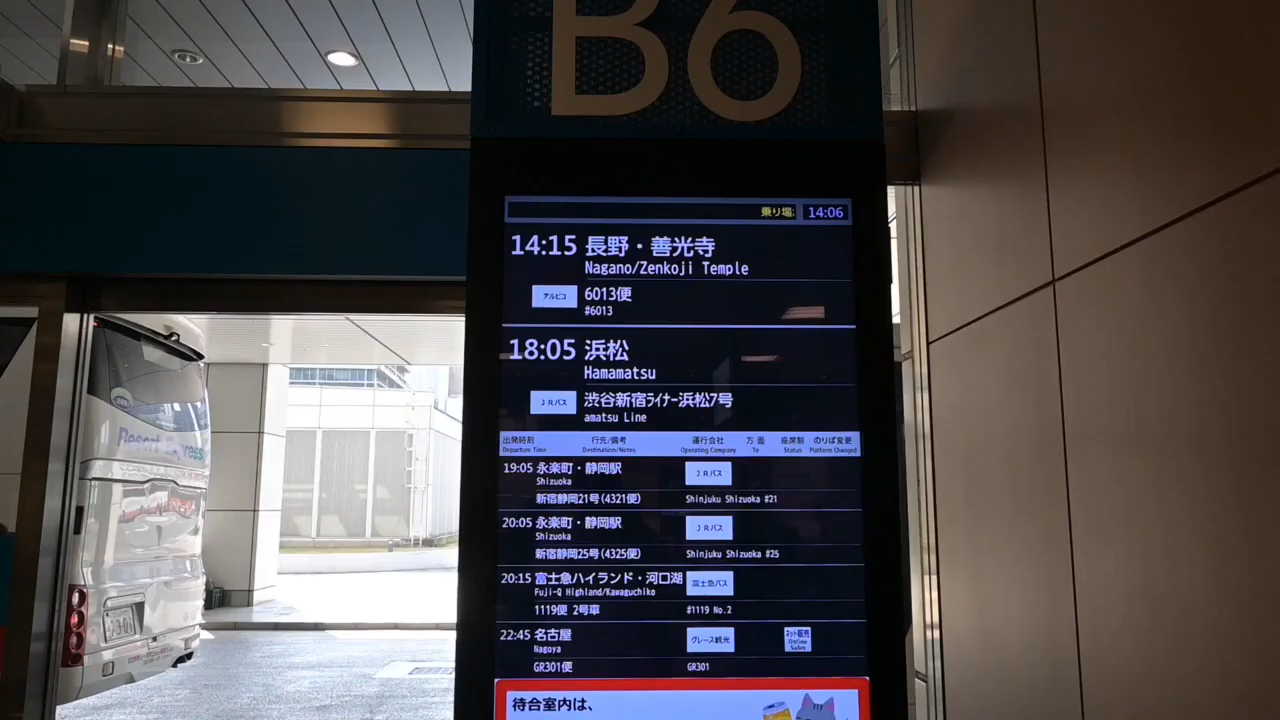 B6
乗り場
14:06
14:15 長野・善光寺
Nagano/Zenkoji Temple
アルピコ 6013便
#6013
18:05 浜松
Hamamatsu
JRバス 渋谷新宿ライナー浜松7号
amatsu Line
出発時刻 行先/備考 運行会社 方面 座席制 のりば変更
Departure Time Destination/Notes Operating Company To Status Platform Changed
19:05 永楽町・静岡駅 JRバス
Shizuoka
新宿静岡21号(4321便) Shinjuku Shizuoka #21
20:05 永楽町・静岡駅 JRバス
Shizuoka
新宿静岡25号(4325便) Shinjuku Shizuoka #25
20:15 富士急ハイランド・河口湖 富士急バス
Fuji-Q Highland/Kawaguchiko
1119便 2号車 #1119 No.2
22:45 名古屋 グレース観光 ネット販売
Nagoya Online
Sales
GR301便 GR301
待合室内は、
Resort Express